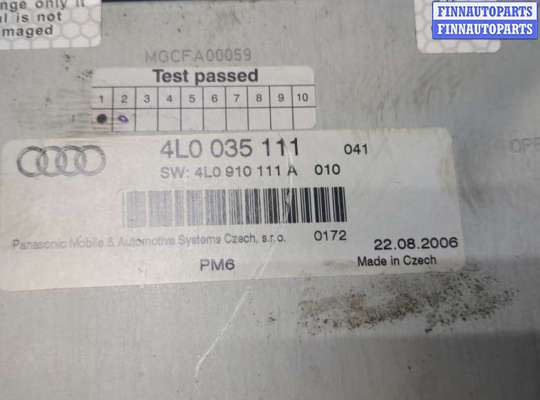 nge only if
al is not
maged
FINNAUTOPARTS
FINNAUTOPARTS
MGCFA00059
Test passed
1 2 3 4 5 6 7 8 9 10
4L0 035 111 041
SW: 4L0 910 111 A 010
Panasonic Mobile & Automotive Systems Czech, s.r.o. 0172
22.08.2006
PM6
Made in Czech
OPE